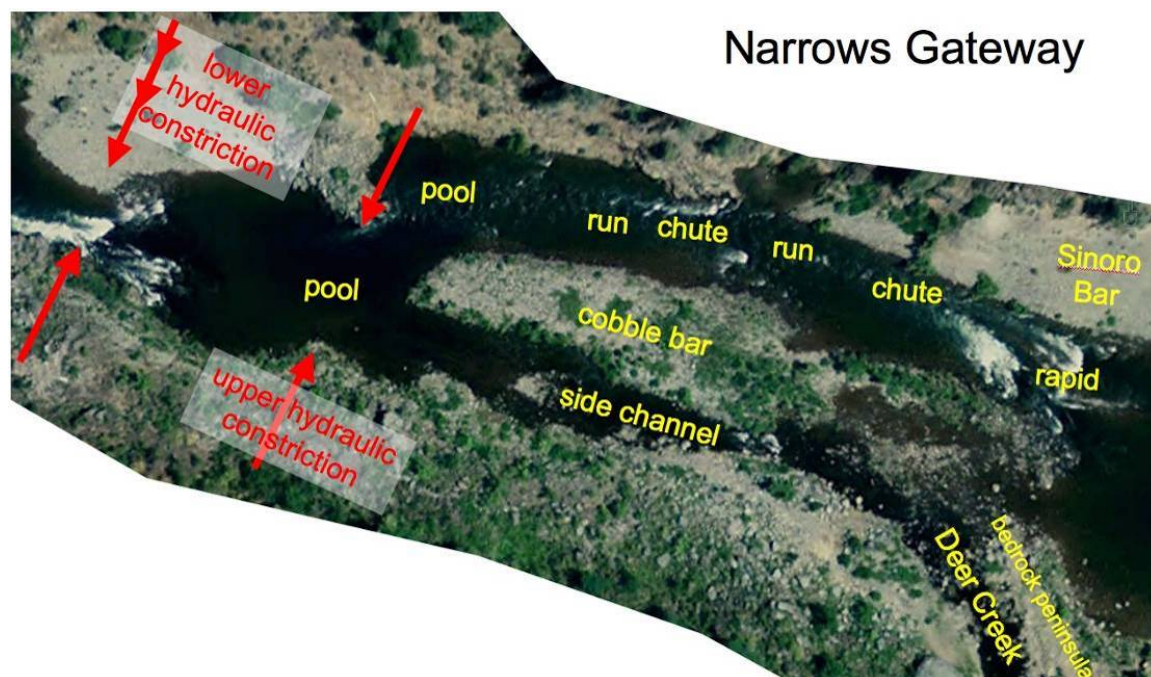 Narrows Gateway
lower
hydraulic
constriction
pool
run
chute
run
chute
Sinoro
Bar
pool
cobble bar
rapid
side channel
upper hydraulic
constriction
Deer Creek
bedrock peninsula